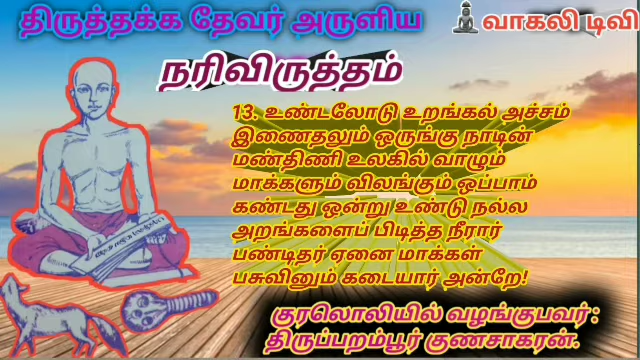 திருத்தக்க தேவர் அருளிய
வாகலி டிவி
நரிவிருத்தம்
13. உண்டலோடு உறங்கல் அச்சம்
இணைதலும் ஒருங்கு நாடின்
மண்திணி உலகில் வாழும்
மாக்களும் விலங்கும் ஒப்பாம்
கண்டது ஒன்று உண்டு நல்ல
அறங்களைப் பிடித்த நீரார்
பண்டிதர் ஏனை மாக்கள்
பசுவினும் கடையார் அன்றே!
குரலொலியில் வழங்குபவர் :
திருப்பறம்பூர் குணசாகரன்.